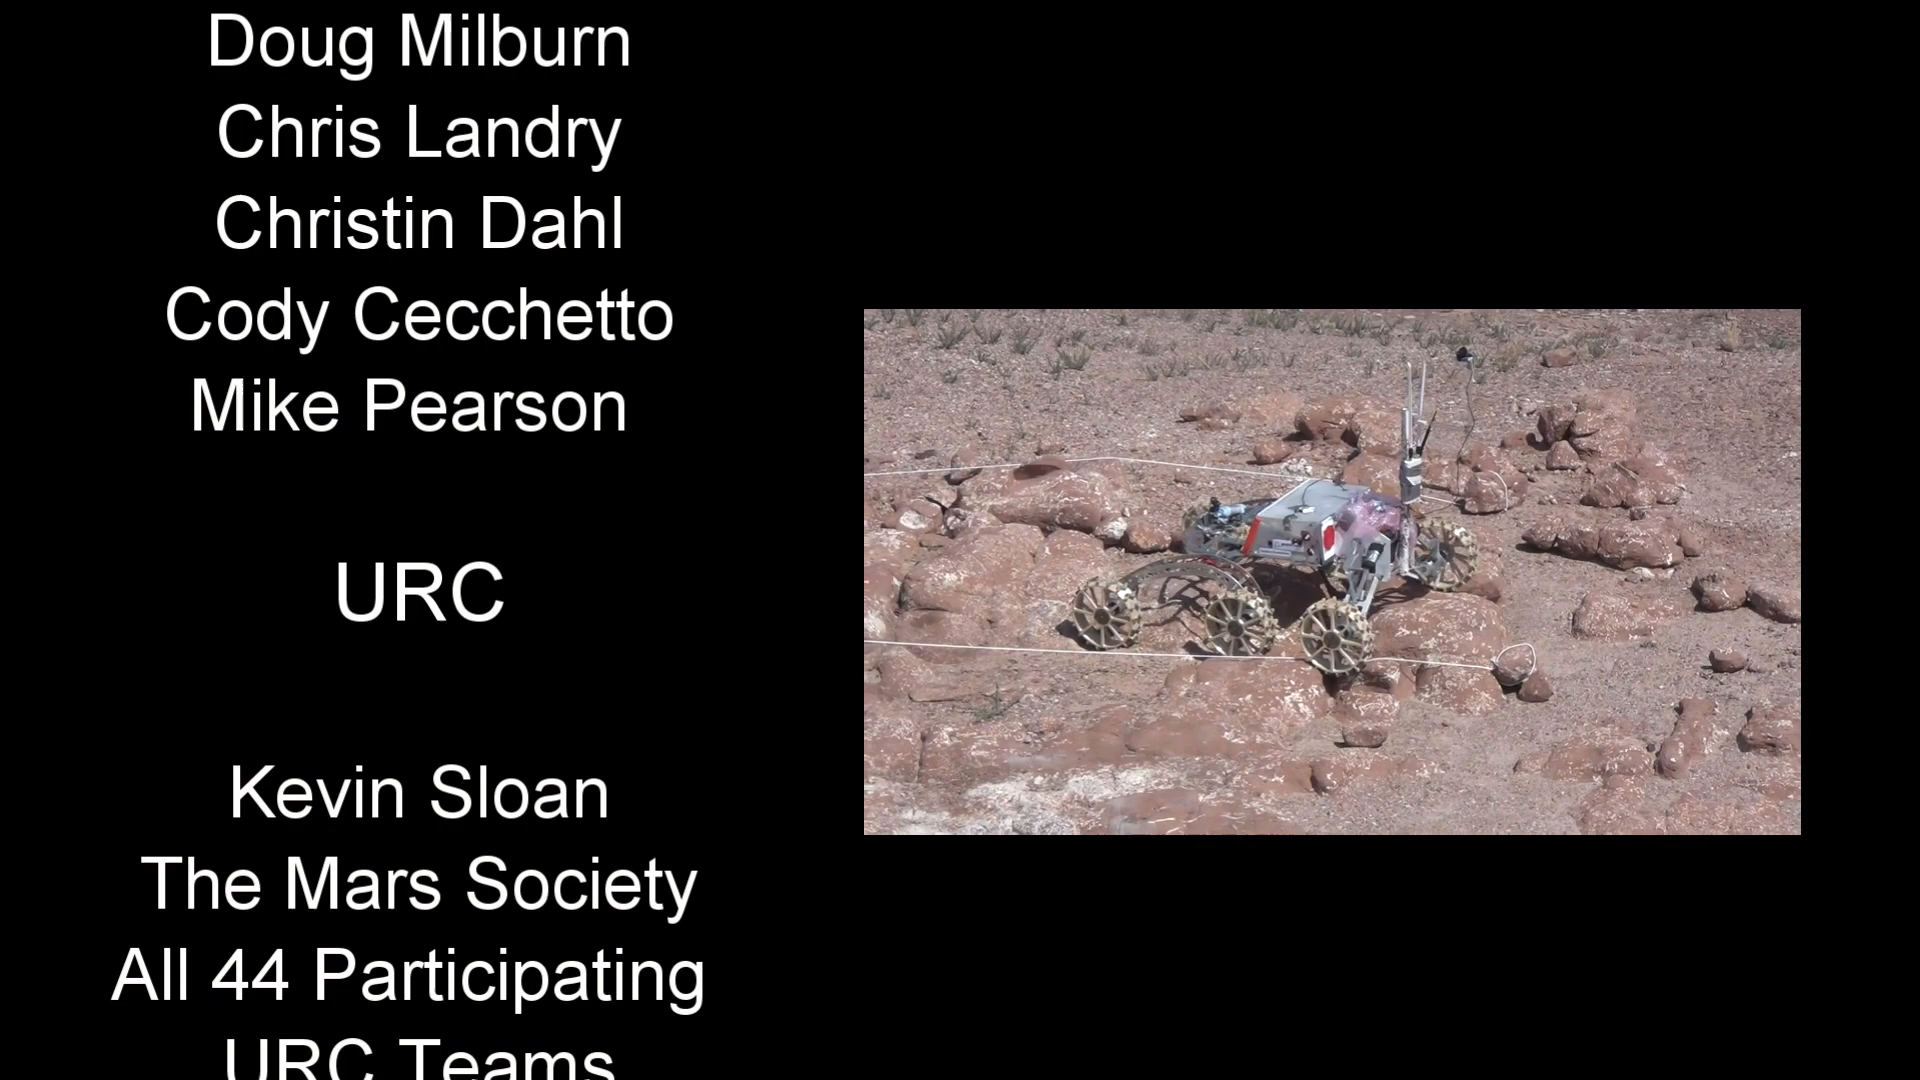 Doug Milburn
Chris Landry
Christin Dahl
Cody Cecchetto
Mike Pearson
URC
Kevin Sloan
The Mars Society
All 44 Participating
URC Teams